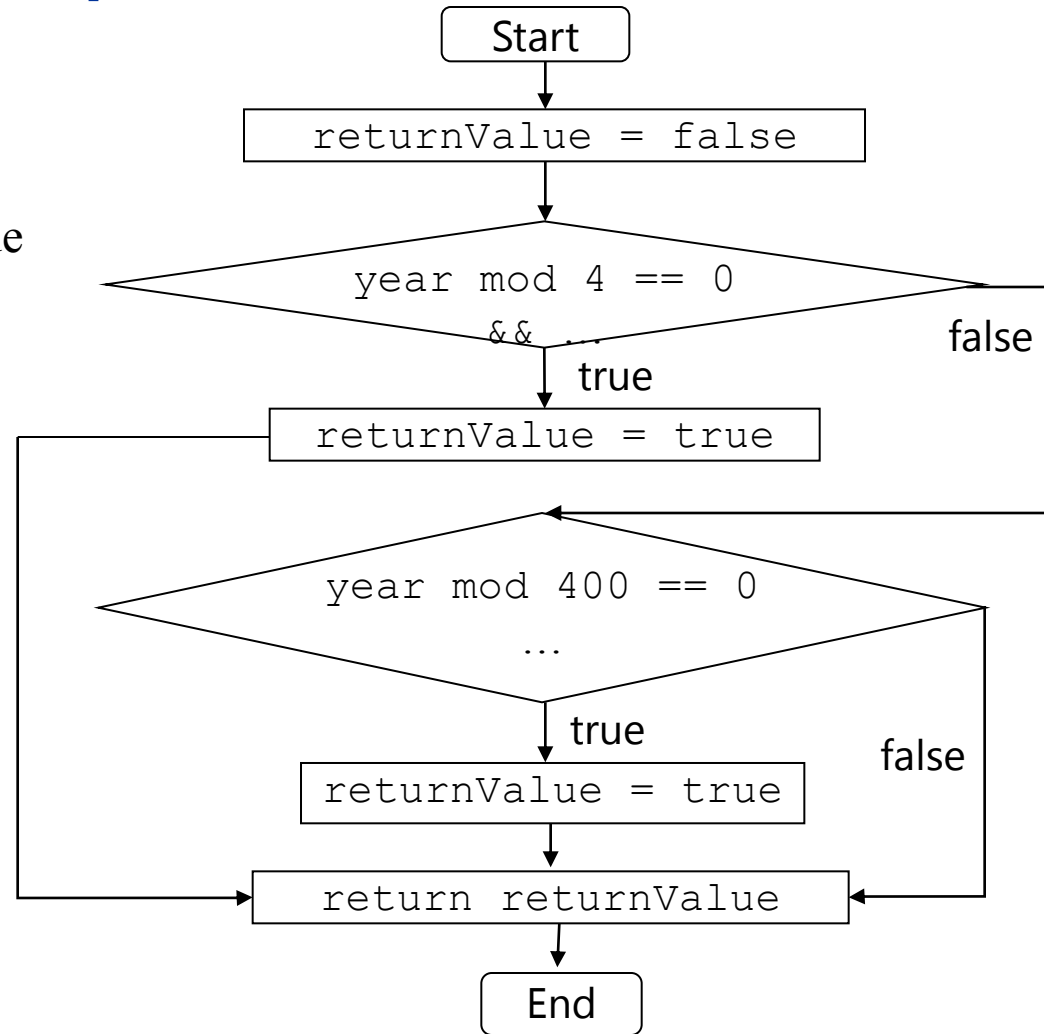 Start
returnValue = false
year mod 4 == 0
&& ...
false
true
returnValue = true
year mod 400 == 0
...
true
false
returnValue = true
return returnValue
End